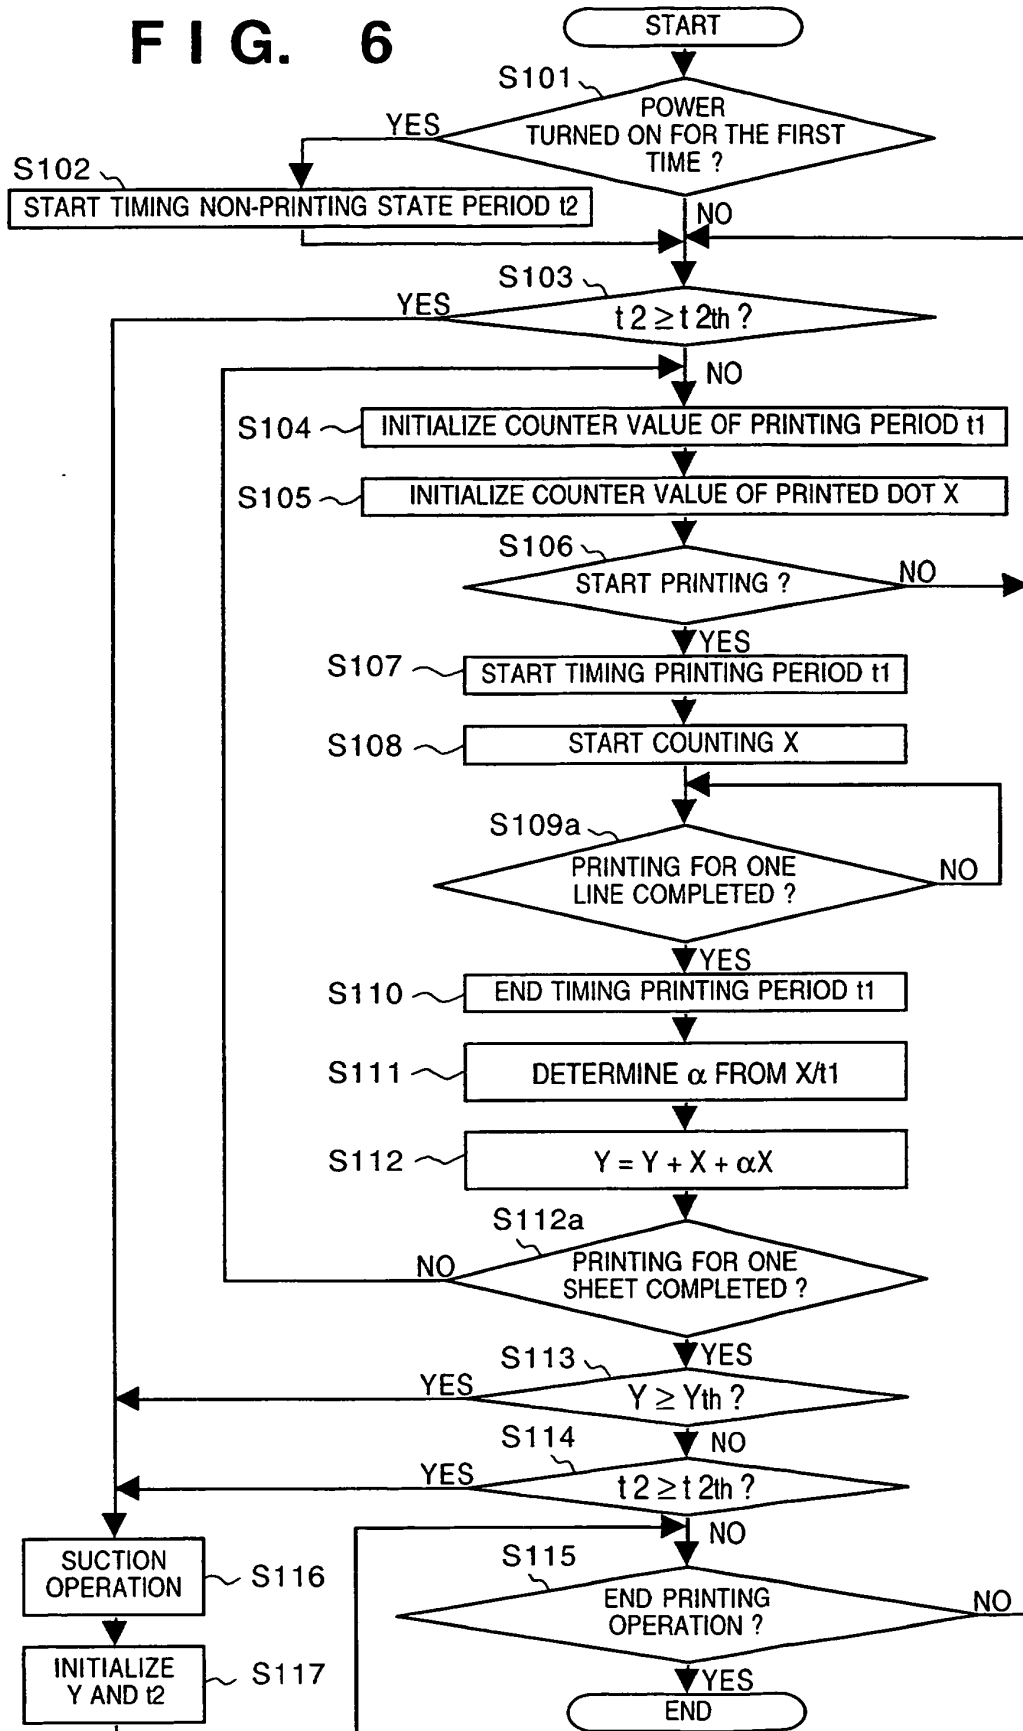 FIG. 6
START
S101
POWER
TURNED ON FOR THE FIRST
TIME ?
YES
S102
START TIMING NON-PRINTING STATE PERIOD t2
NO
S103
YES
t2 ≥ t2th ?
NO
S104
INITIALIZE COUNTER VALUE OF PRINTING PERIOD t1
S105
INITIALIZE COUNTER VALUE OF PRINTED DOT X
S106
START PRINTING ?
NO
YES
S107
START TIMING PRINTING PERIOD t1
S108
START COUNTING X
S109a
PRINTING FOR ONE
LINE COMPLETED ?
NO
YES
S110
END TIMING PRINTING PERIOD t1
S111
DETERMINE α FROM X/t1
S112
Y = Y + X + αX
S112a
NO
PRINTING FOR ONE
SHEET COMPLETED ?
YES
S113
YES
Y ≥ Yth ?
NO
S114
YES
t2 ≥ t2th ?
NO
S115
END PRINTING
OPERATION ?
NO
YES
END
SUCTION
OPERATION
S116
INITIALIZE
Y AND t2
S117